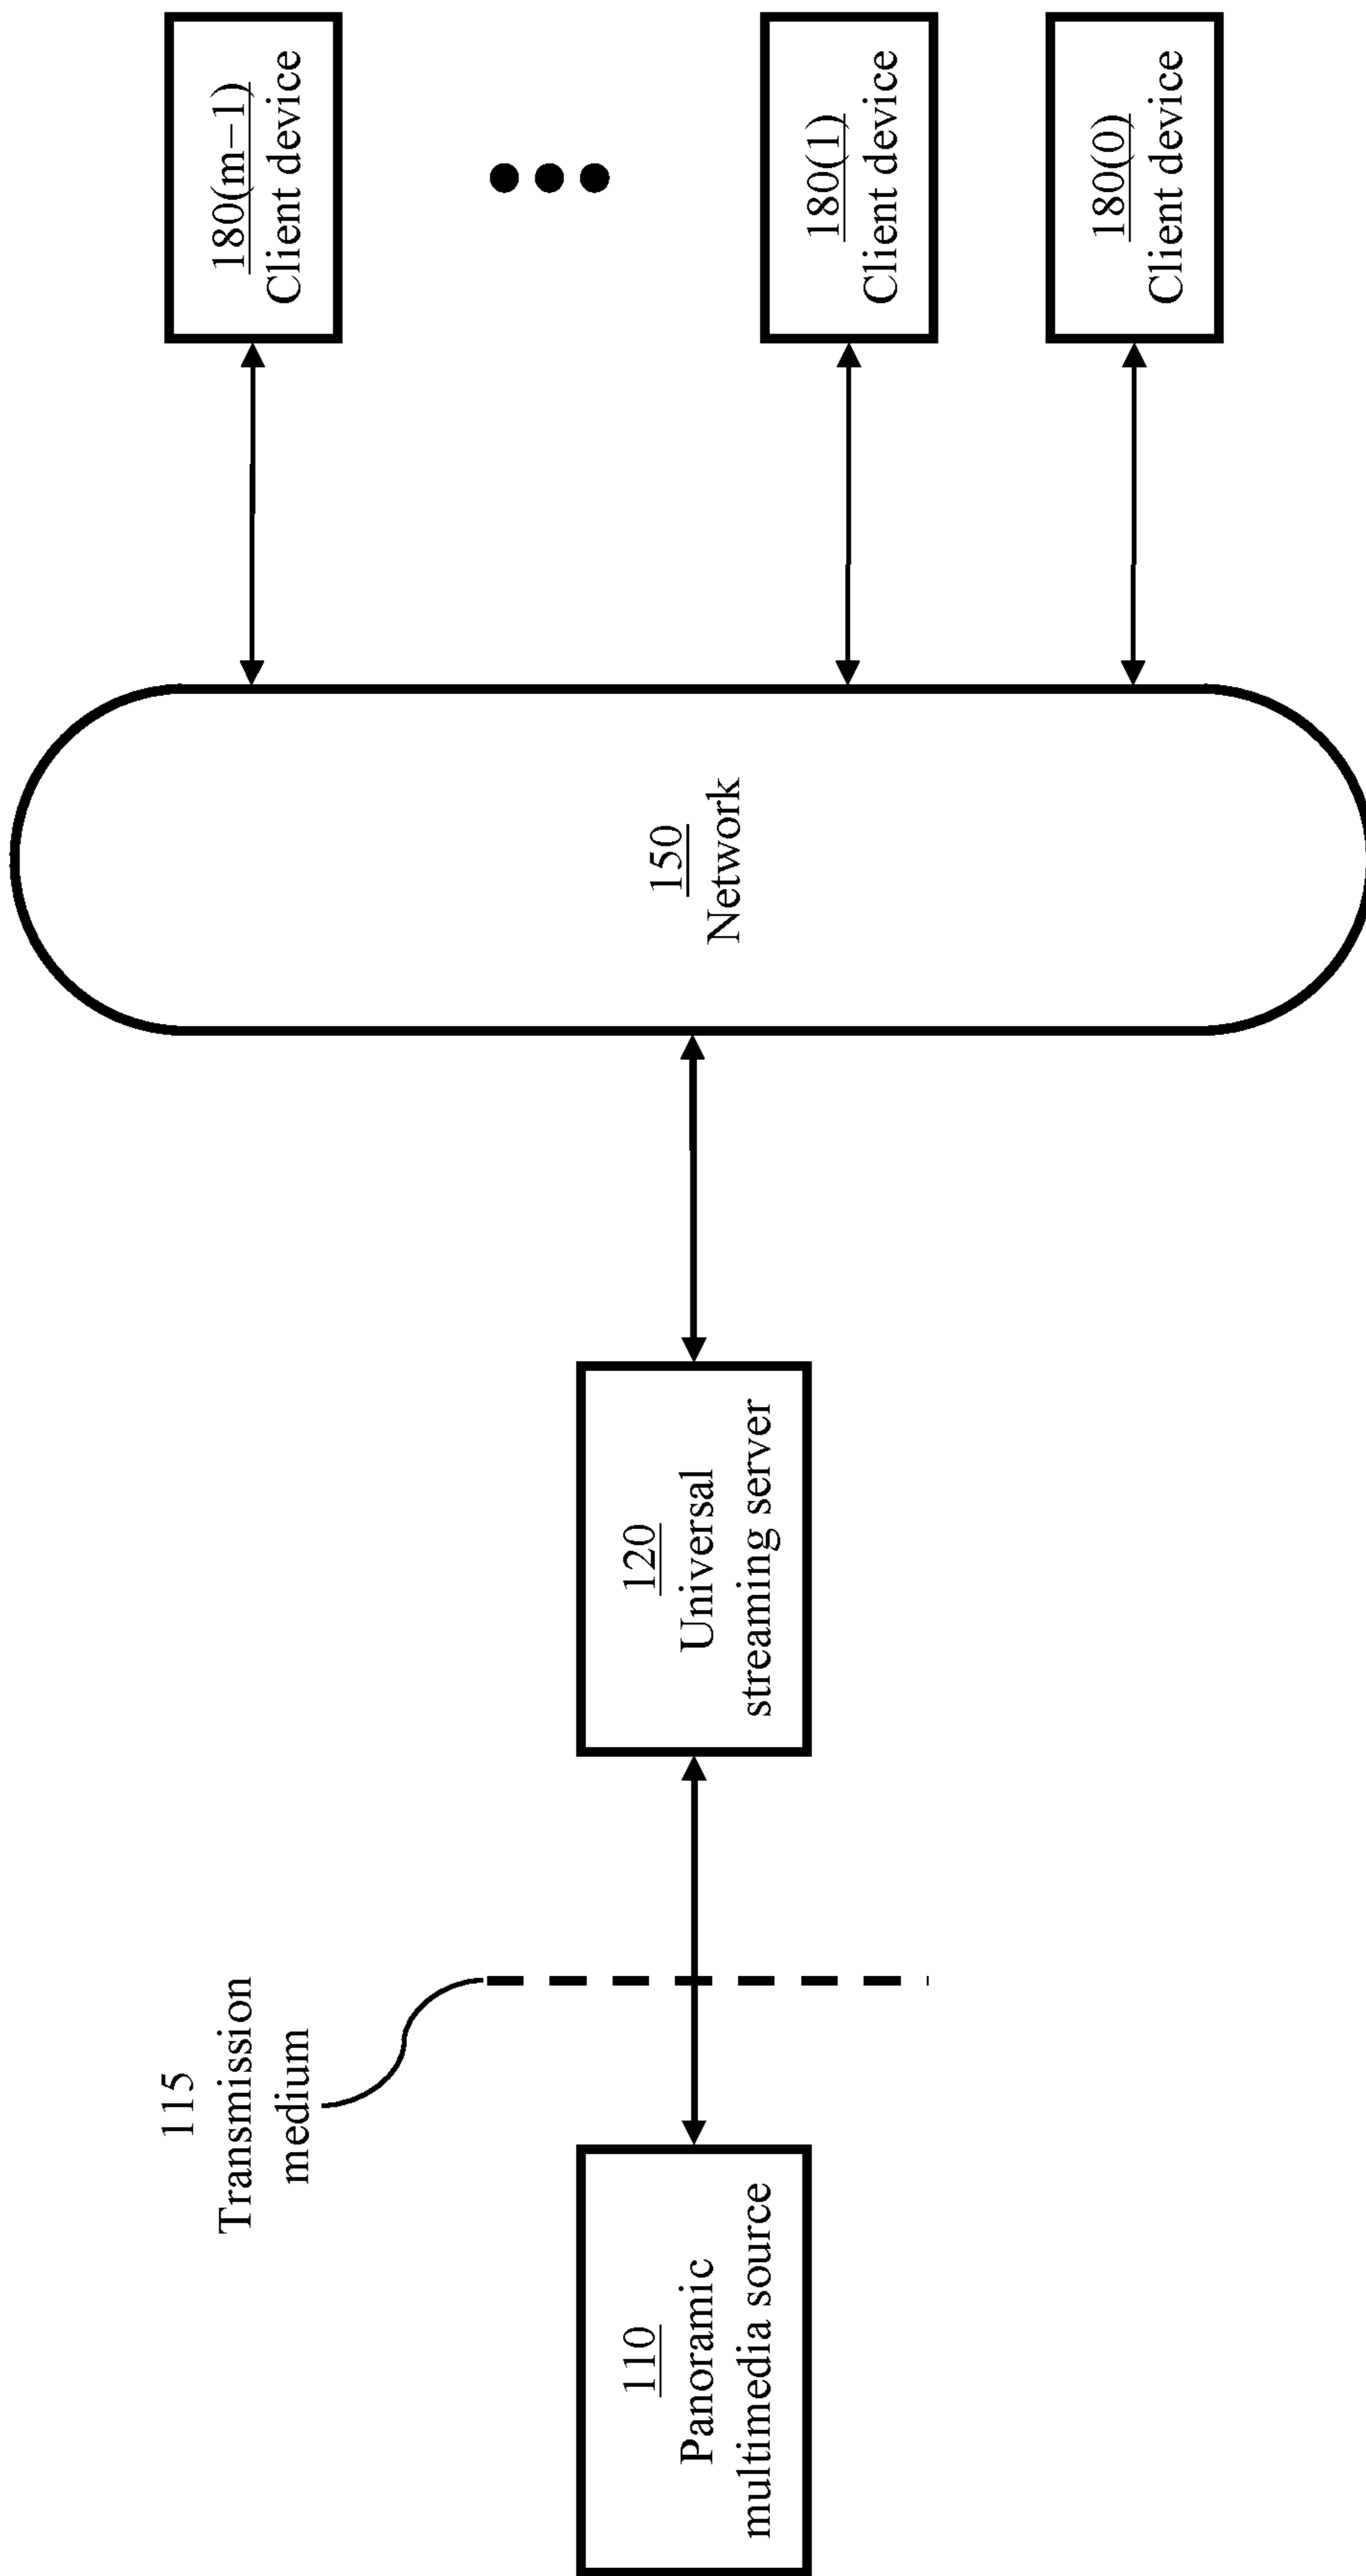 115
Transmission
medium
110
Panoramic
multimedia source
120
Universal
streaming server
150
Network
180(m−1)
Client device
180(1)
Client device
180(0)
Client device